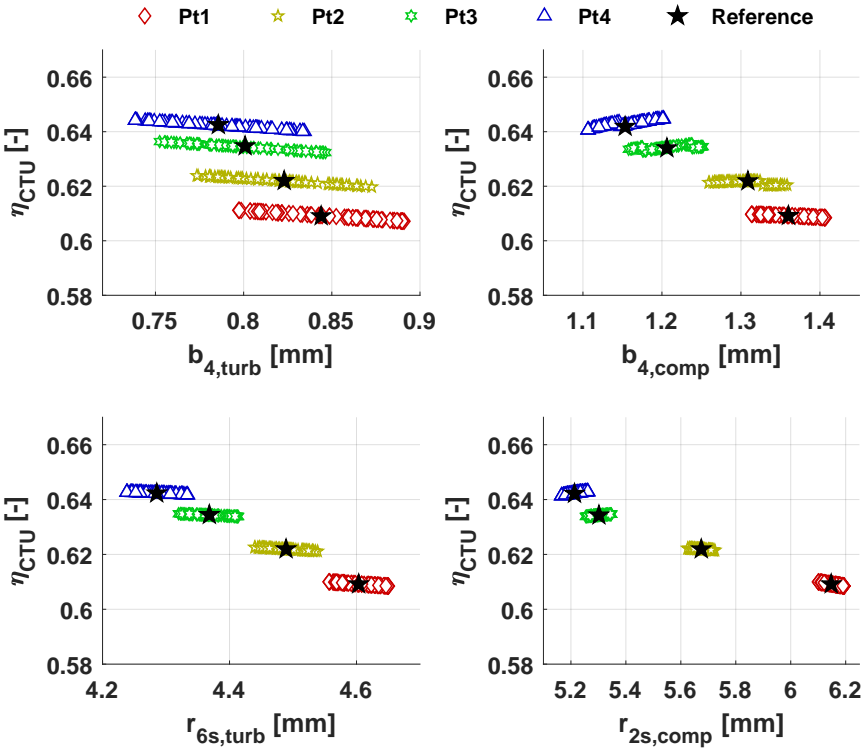 Pt1 Pt2 Pt3 Pt4 Reference
0.66 0.64 0.62 0.6 0.58
η_CTU [-]
0.75 0.8 0.85 0.9
b_4,turb [mm]
0.66 0.64 0.62 0.6 0.58
η_CTU [-]
1.1 1.2 1.3 1.4
b_4,comp [mm]
0.66 0.64 0.62 0.6 0.58
η_CTU [-]
4.2 4.4 4.6
r_6s,turb [mm]
0.66 0.64 0.62 0.6 0.58
η_CTU [-]
5.2 5.4 5.6 5.8 6 6.2
r_2s,comp [mm]